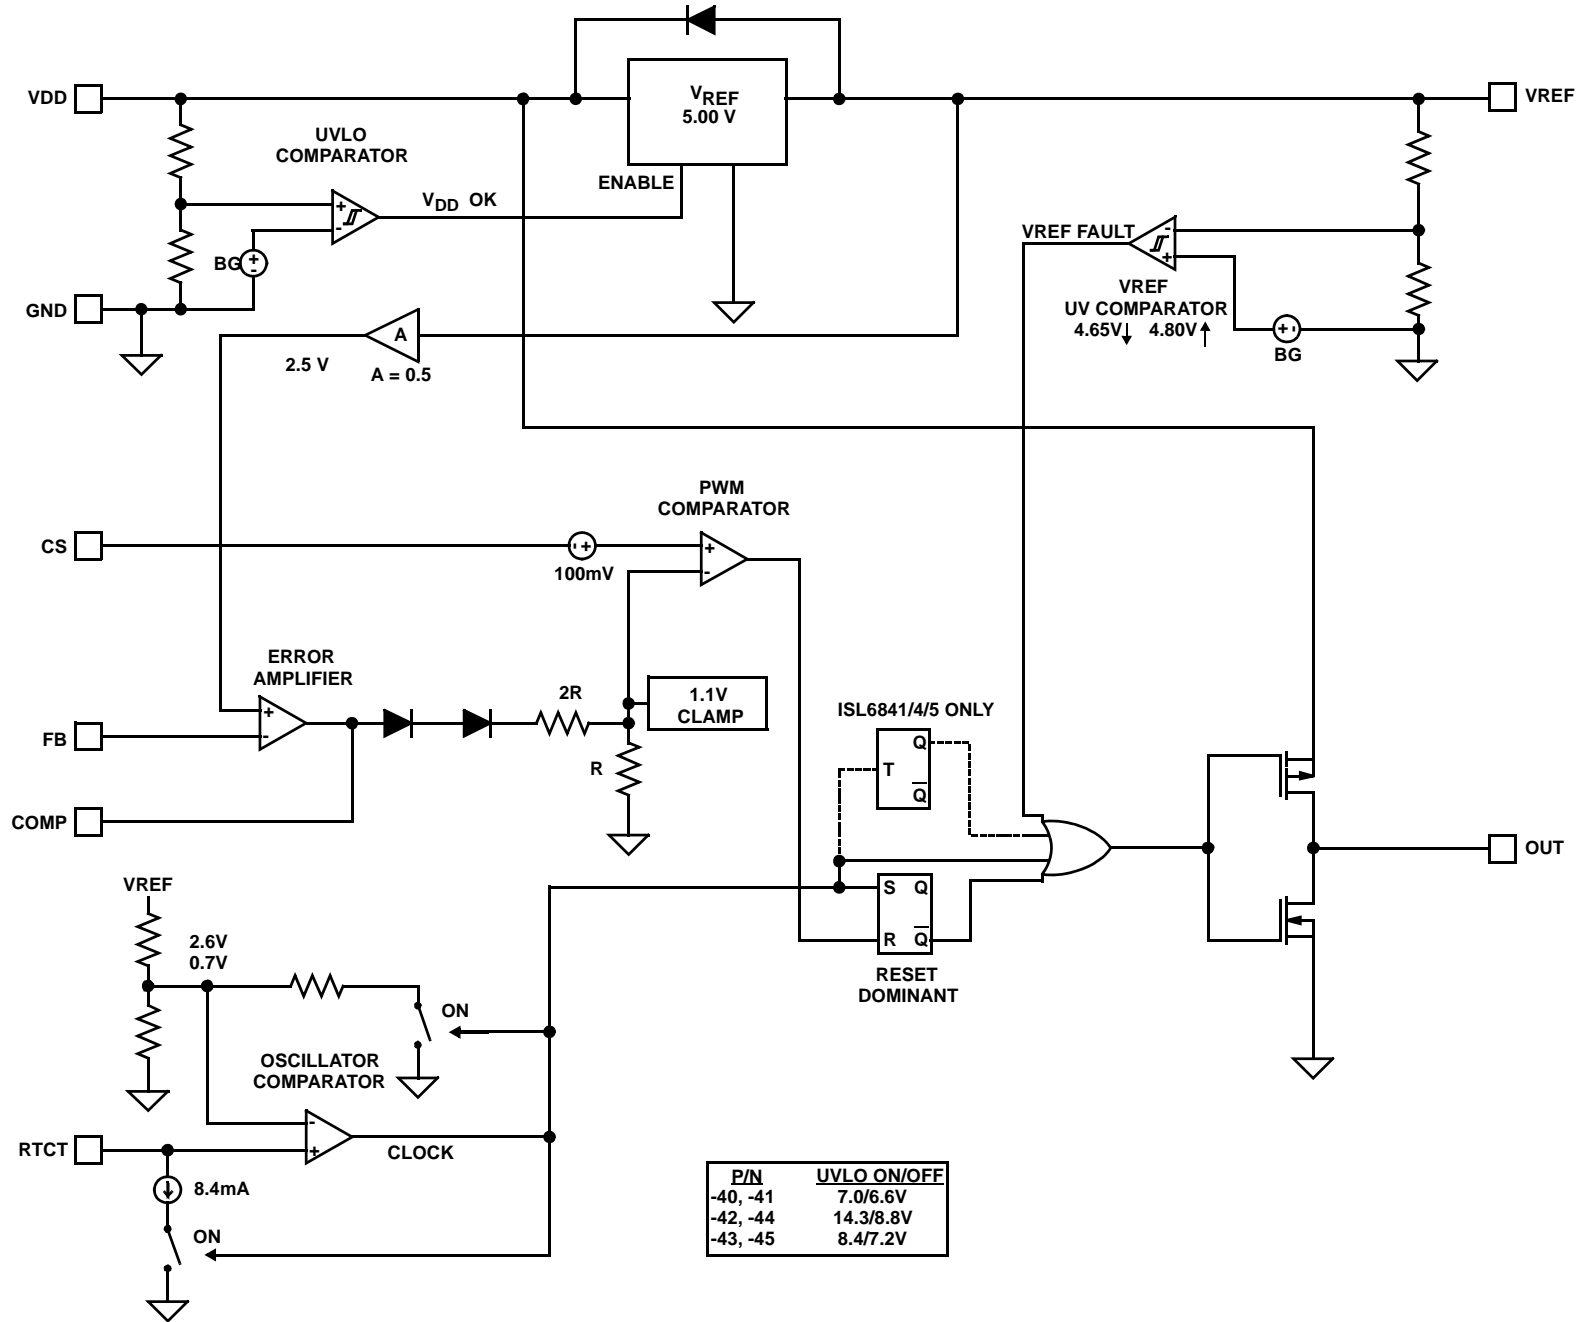 VDD
VREF
5.00 V
VREF
UVLO
COMPARATOR
ENABLE
+
-
VDD OK
BG
+
-
GND
VREF FAULT
-
+
VREF
UV COMPARATOR
4.65V 4.80V
+ -
BG
A
2.5 V
A = 0.5
PWM
COMPARATOR
CS
- +
100mV
+
-
ERROR
AMPLIFIER
+
-
FB
2R
1.1V
CLAMP
R
COMP
ISL6841/4/5 ONLY
Q
T
Q
OUT
S Q
R Q
RESET
DOMINANT
VREF
2.6V
0.7V
ON
OSCILLATOR
COMPARATOR
-
+
RTCT
CLOCK
8.4mA
ON
P/N UVLO ON/OFF
-40, -41 7.0/6.6V
-42, -44 14.3/8.8V
-43, -45 8.4/7.2V